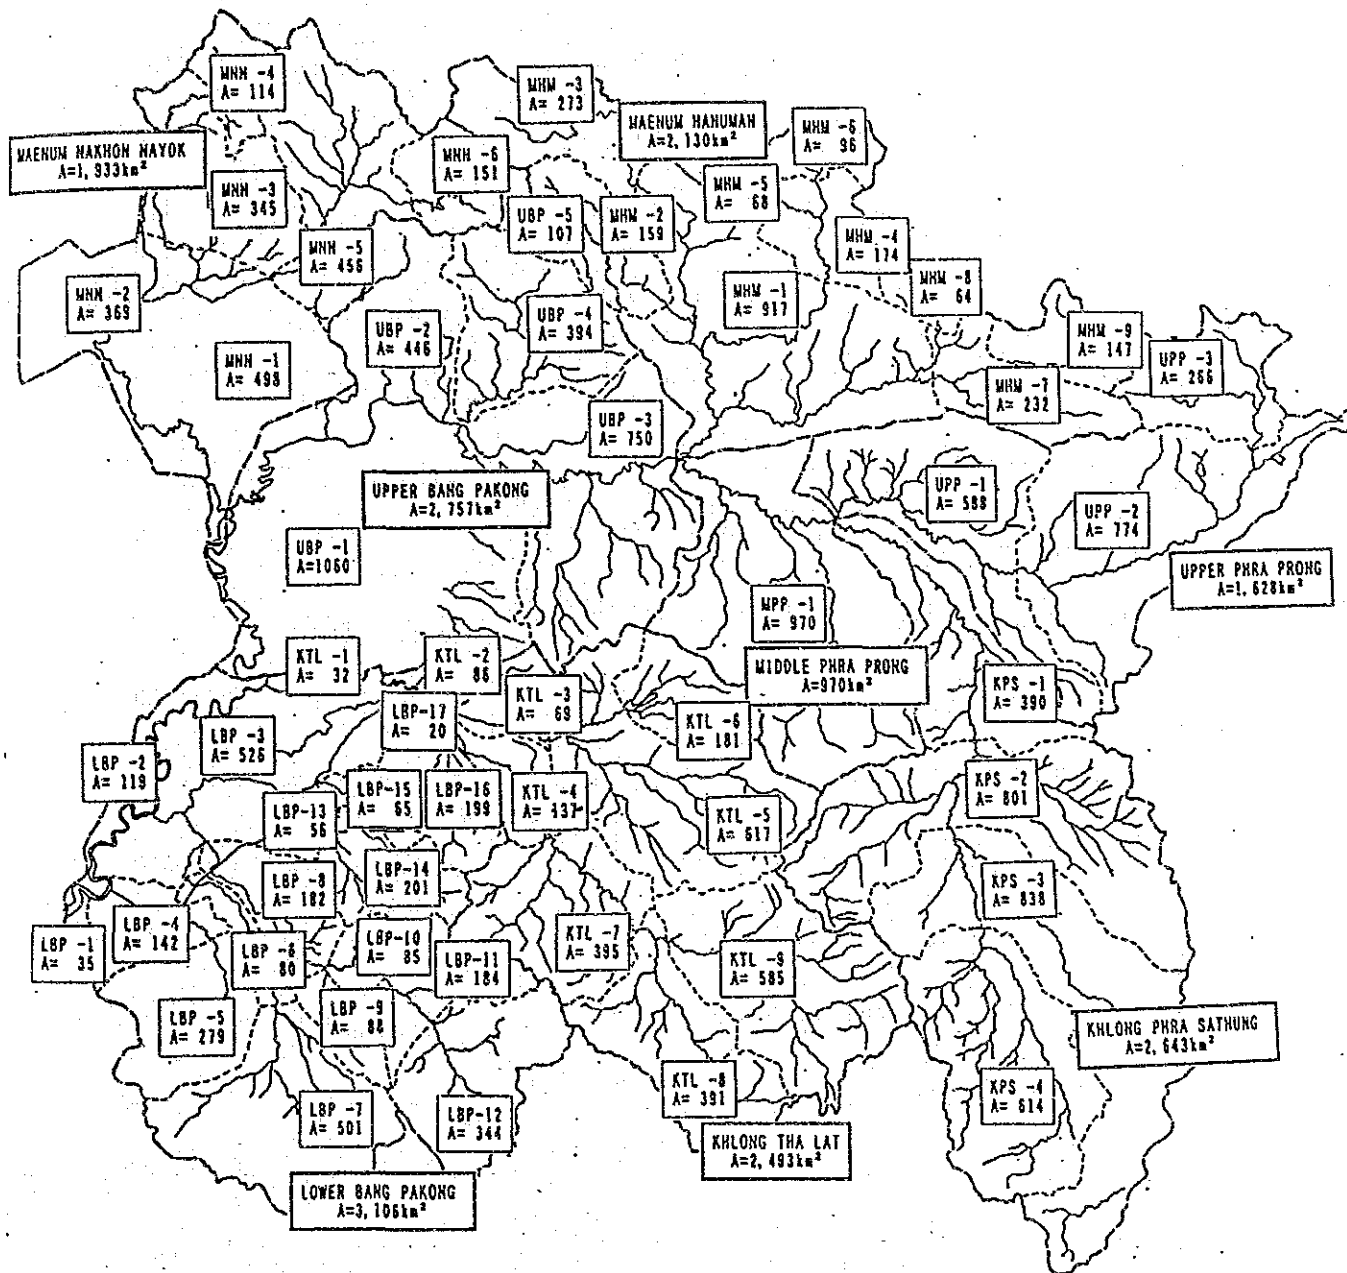 MNN -4
A= 114
MHM -3
A= 273
MAENUM HANUMAN
A=2,130km²
MHM -6
A= 96
MAENUM NAKHON NAYOK
A=1,933km²
MNN -6
A= 151
MHM -5
A= 68
MNN -3
A= 345
UBP -5
A= 107
MHM -2
A= 159
MNN -5
A= 456
MHM -4
A= 174
MHM -8
A= 64
MNN -2
A= 369
MHM -1
A= 917
UBP -4
A= 394
UBP -2
A= 446
MHM -9
A= 147
UPP -3
A= 266
MNN -1
A= 498
MHM -7
A= 232
UBP -3
A= 750
UPPER BANG PAKONG
A=2,757km²
UPP -1
A= 588
UPP -2
A= 774
UBP -1
A=1060
UPPER PHRA PRONG
A=1,628km²
MPP -1
A= 970
KTL -1
A= 32
KTL -2
A= 86
MIDDLE PHRA PRONG
A=970km²
KTL -3
A= 69
KPS -1
A= 390
LBP-17
A= 20
KTL -6
A= 181
LBP -3
A= 526
LBP -2
A= 119
KPS -2
A= 801
LBP-15
A= 65
LBP-16
A= 199
KTL -4
A= 137
LBP-13
A= 56
KTL -5
A= 617
LBP-14
A= 201
LBP -8
A= 182
KPS -3
A= 838
LBP -4
A= 142
LBP -1
A= 35
LBP -6
A= 80
LBP-10
A= 85
LBP-11
A= 184
KTL -7
A= 395
KTL -9
A= 585
LBP -5
A= 279
LBP -9
A= 88
KHLONG PHRA SATHUNG
A=2,643km²
KTL -8
A= 391
KPS -4
A= 614
LBP -7
A= 501
LBP-12
A= 344
KHLONG THA LAT
A=2,493km²
LOWER BANG PAKONG
A=3,106km²